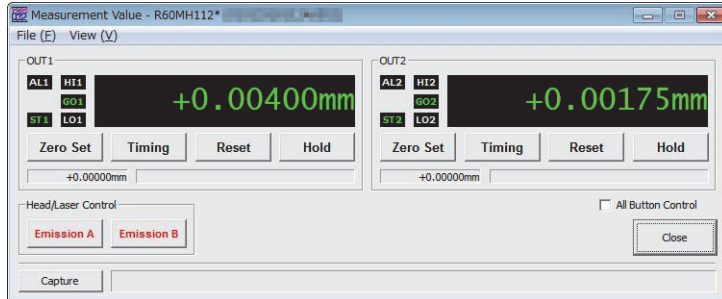 Measurement Value - R60MH112*
File (F) View (V)
OUT1
AL1 HI1
GO1
ST1 LO1
+0.00400mm
Zero Set Timing Reset Hold
+0.00000mm
OUT2
AL2 HI2
GO2
ST2 LO2
+0.00175mm
Zero Set Timing Reset Hold
+0.00000mm
Head/Laser Control
Emission A Emission B
All Button Control
Close
Capture